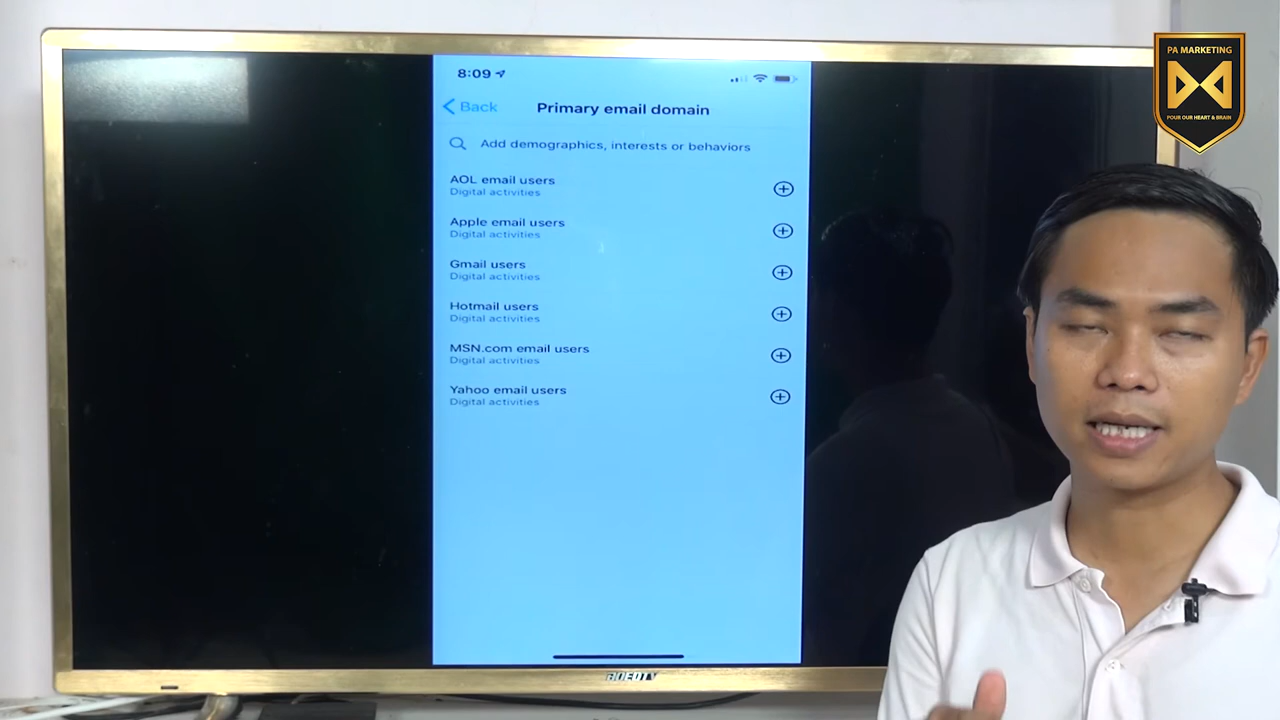 8:09
Back
Primary email domain
Add demographics, interests or behaviors
AOL email users
Digital activities
Apple email users
Digital activities
Gmail users
Digital activities
Hotmail users
Digital activities
MSN.com email users
Digital activities
Yahoo email users
Digital activities
PA MARKETING
POUR OUR HEART & BRAIN